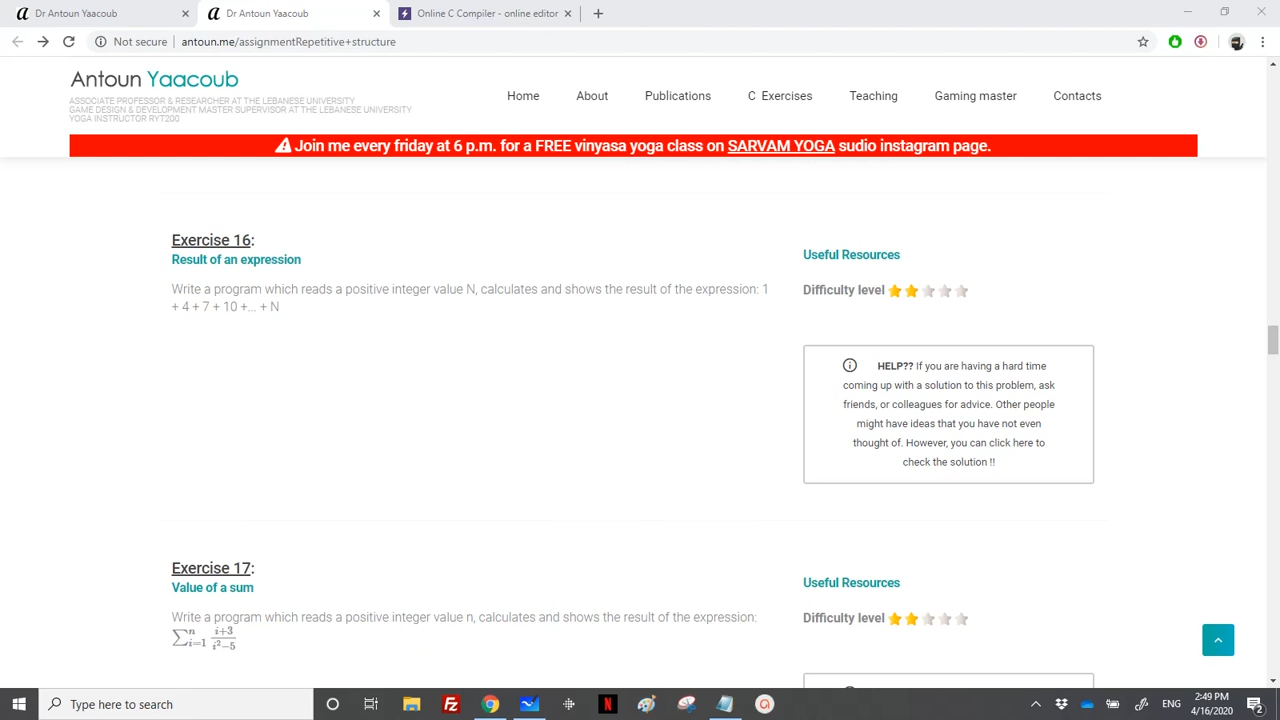 Dr Antoun Yaacoub
Dr Antoun Yaacoub
Online C Compiler - online editor
Not secure
antoun.me/assignmentRepetitive+structure
Antoun Yaacoub
ASSOCIATE PROFESSOR & RESEARCHER AT THE LEBANESE UNIVERSITY
GAME DESIGN & DEVELOPMENT MASTER SUPERVISOR AT THE LEBANESE UNIVERSITY
YOGA INSTRUCTOR RYT200
Home About Publications C Exercises Teaching Gaming master Contacts
Join me every friday at 6 p.m. for a FREE vinyasa yoga class on SARVAM YOGA sudio instagram page.
Exercise 16:
Result of an expression
Write a program which reads a positive integer value N, calculates and shows the result of the expression: 1
+ 4 + 7 + 10 +... + N
Useful Resources
Difficulty level
HELP?? If you are having a hard time
coming up with a solution to this problem, ask
friends, or colleagues for advice. Other people
might have ideas that you have not even
thought of. However, you can click here to
check the solution !!
Exercise 17:
Value of a sum
Write a program which reads a positive integer value n, calculates and shows the result of the expression:
∑ⁿᵢ₌₁ (i+3)/(i²−5)
Useful Resources
Difficulty level
Type here to search
ENG
2:49 PM
4/16/2020
2